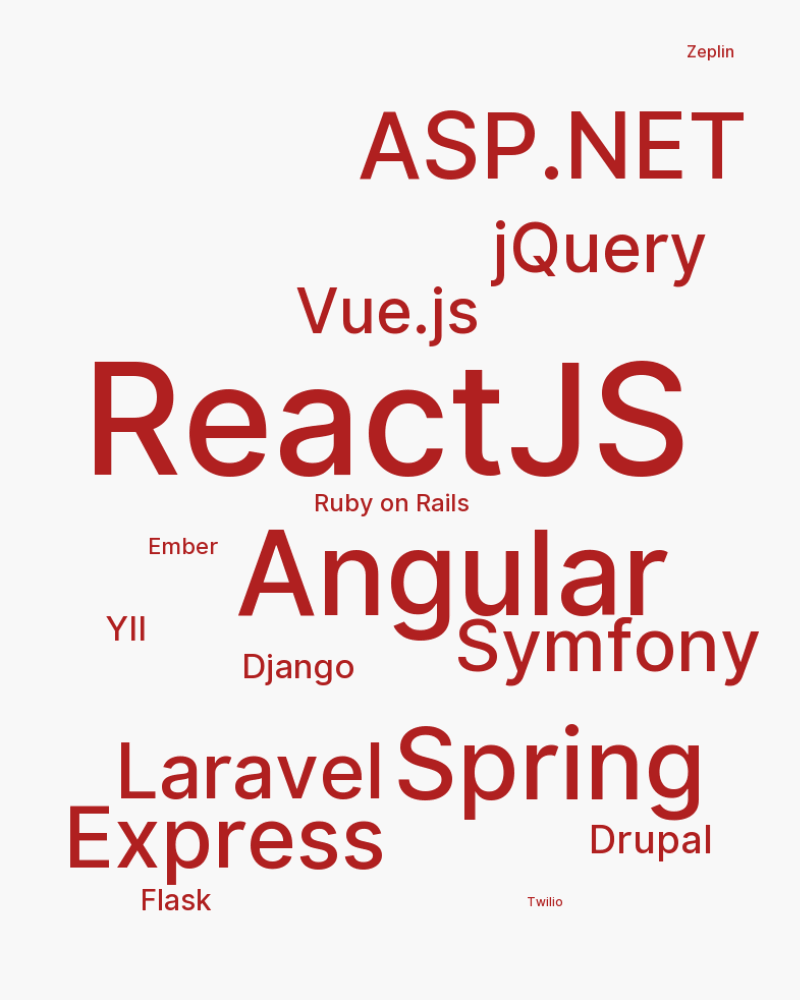 Zeplin
ASP.NET
jQuery
Vue.js
ReactJS
Ruby on Rails
Angular
Ember
Symfony
YII
Django
Spring
Laravel
Express
Drupal
Flask
Twilio